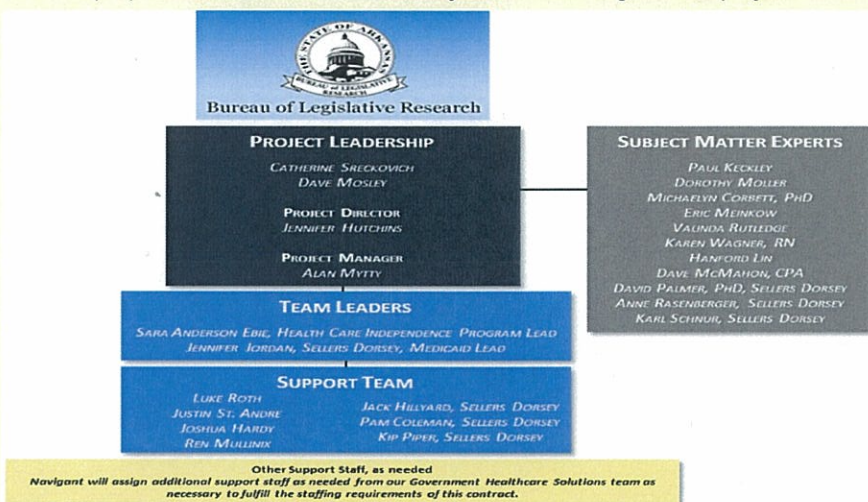 THE STATE OF ARKANSAS
BUREAU OF LEGISLATIVE RESEARCH
Bureau of Legislative Research
PROJECT LEADERSHIP
CATHERINE SRECKOVICH
DAVE MOSLEY
PROJECT DIRECTOR
JENNIFER HUTCHINS
PROJECT MANAGER
ALAN MYTTY
SUBJECT MATTER EXPERTS
PAUL KECKLEY
DOROTHY MOLLER
MICHAELYN CORBETT, PHD
ERIC MEINKOW
VALINDA RUTLEDGE
KAREN WAGNER, RN
HANFORD LIN
DAVE MCMAHON, CPA
DAVID PALMER, PHD, SELLERS DORSEY
ANNE RASENBERGER, SELLERS DORSEY
KARL SCHNUR, SELLERS DORSEY
TEAM LEADERS
SARA ANDERSON EBIE, HEALTH CARE INDEPENDENCE PROGRAM LEAD
JENNIFER JORDAN, SELLERS DORSEY, MEDICAID LEAD
SUPPORT TEAM
LUKE ROTH
JUSTIN ST. ANDRE
JOSHUA HARDY
REN MULLINIX
JACK HILLYARD, SELLERS DORSEY
PAM COLEMAN, SELLERS DORSEY
KIP PIPER, SELLERS DORSEY
Other Support Staff, as needed
Navigant will assign additional support staff as needed from our Government Healthcare Solutions team as
necessary to fulfill the staffing requirements of this contract.